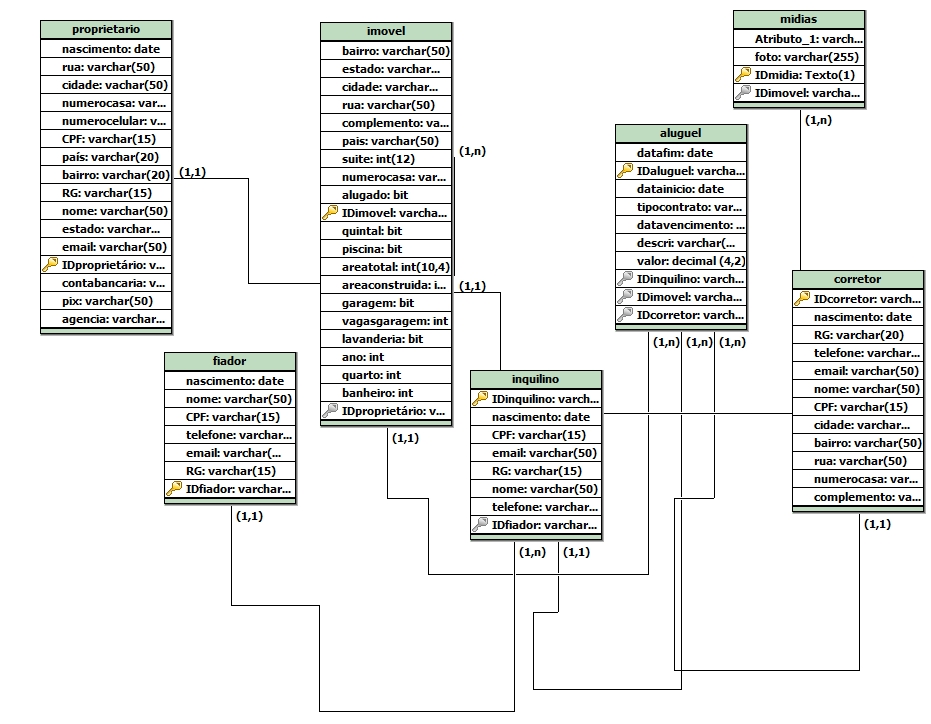 proprietario
nascimento: date
rua: varchar(50)
cidade: vachar(50)
numerocasa: var...
numerocelular: v...
CPF: varchar(15)
país: varchar(20)
bairro: varchar(20)
RG: varchar(15)
nome: varchar(50)
estado: varchar...
email: varchar(50)
IDproprietário: v...
contabancaria: v...
pix: varchar(50)
agencia: varchar...
(1,1)
imovel
bairro: varchar(50)
estado: varchar...
cidade: varchar...
rua: varchar(50)
complemento: va...
pais: varchar(50)
suite: int(12)
numerocasa: var...
alugado: bit
IDimovel: varcha...
quintal: bit
piscina: bit
areatotal: int(10,4)
areaconstruida: i...
garagem: bit
vagasgaragem: int
lavanderia: bit
ano: int
quarto: int
banheiro: int
IDproprietário: v...
(1,n)
(1,1)
(1,1)
midias
Atributo_1: varch...
foto: varchar(255)
IDmidia: Texto(1)
IDimovel: varcha...
(1,n)
aluguel
datafim: date
IDaluguel: varcha...
datainicio: date
tipocontrato: var...
datavencimento: ...
descri: varchar(...
valor: decimal (4,2)
IDinquilino: varch...
IDimovel: varcha...
IDcorretor: varch...
(1,n) (1,n) (1,n)
corretor
IDcorretor: varch...
nascimento: date
RG: varchar(20)
telefone: varchar...
email: varchar(50)
nome: varchar(50)
CPF: varchar(15)
cidade: varchar...
bairro: varchar(50)
rua: varchar(50)
numerocasa: var...
complemento: va...
(1,1)
fiador
nascimento: date
nome: varchar(50)
CPF: varchar(15)
telefone: varchar...
email: varchar(...
RG: varchar(15)
IDfiador: varchar...
(1,1)
inquilino
IDinquilino: varch...
nascimento: date
CPF: varchar(15)
email: varchar(50)
RG: varchar(15)
nome: varchar(50)
telefone: varchar...
IDfiador: varchar...
(1,n) (1,1)